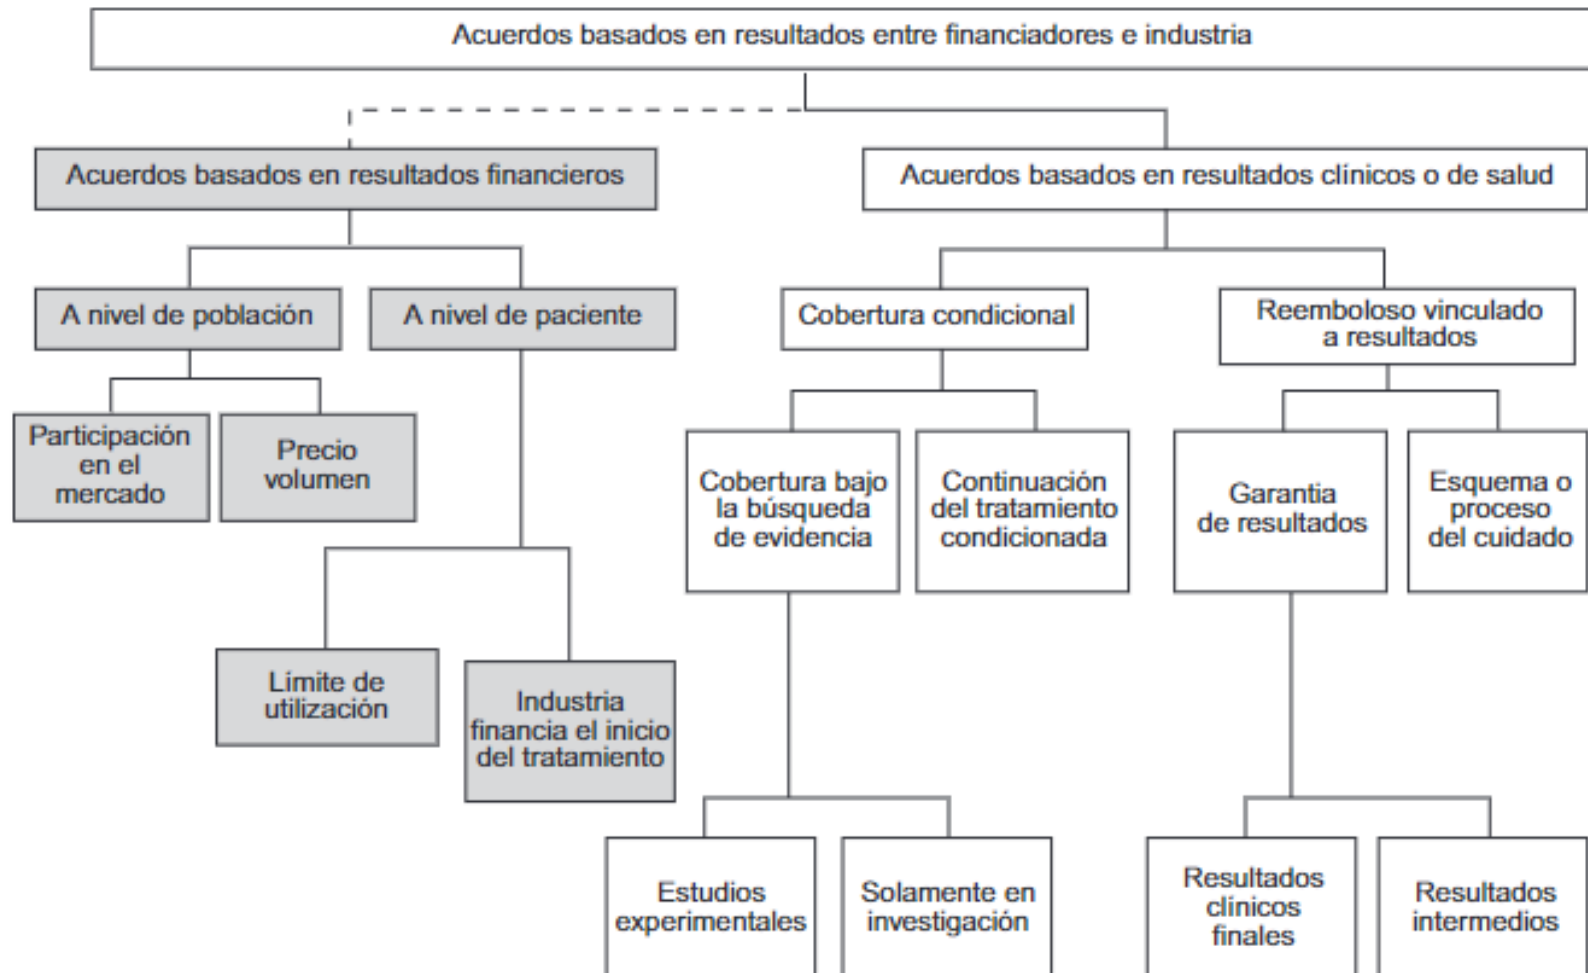 Acuerdos basados en resultados entre financiadores e industria
Acuerdos basados en resultados financieros
Acuerdos basados en resultados clínicos o de salud
A nivel de población
A nivel de paciente
Cobertura condicional
Reemboloso vinculado
a resultados
Participación
en el
mercado
Precio
volumen
Cobertura bajo
la búsqueda
de evidencia
Continuación
del tratamiento
condicionada
Garantia
de resultados
Esquema o
proceso
del cuidado
Límite de
utilización
Industria
financia el inicio
del tratamiento
Estudios
experimentales
Solamente en
investigación
Resultados
clínicos
finales
Resultados
intermedios